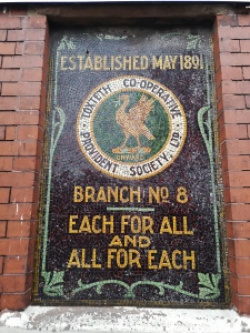 ESTABLISHED MAY 1891
TOXTETH CO-OPERATIVE
PROVIDENT SOCIETY, LTD
ONWARD
BRANCH No 8
EACH FOR ALL
AND
ALL FOR EACH